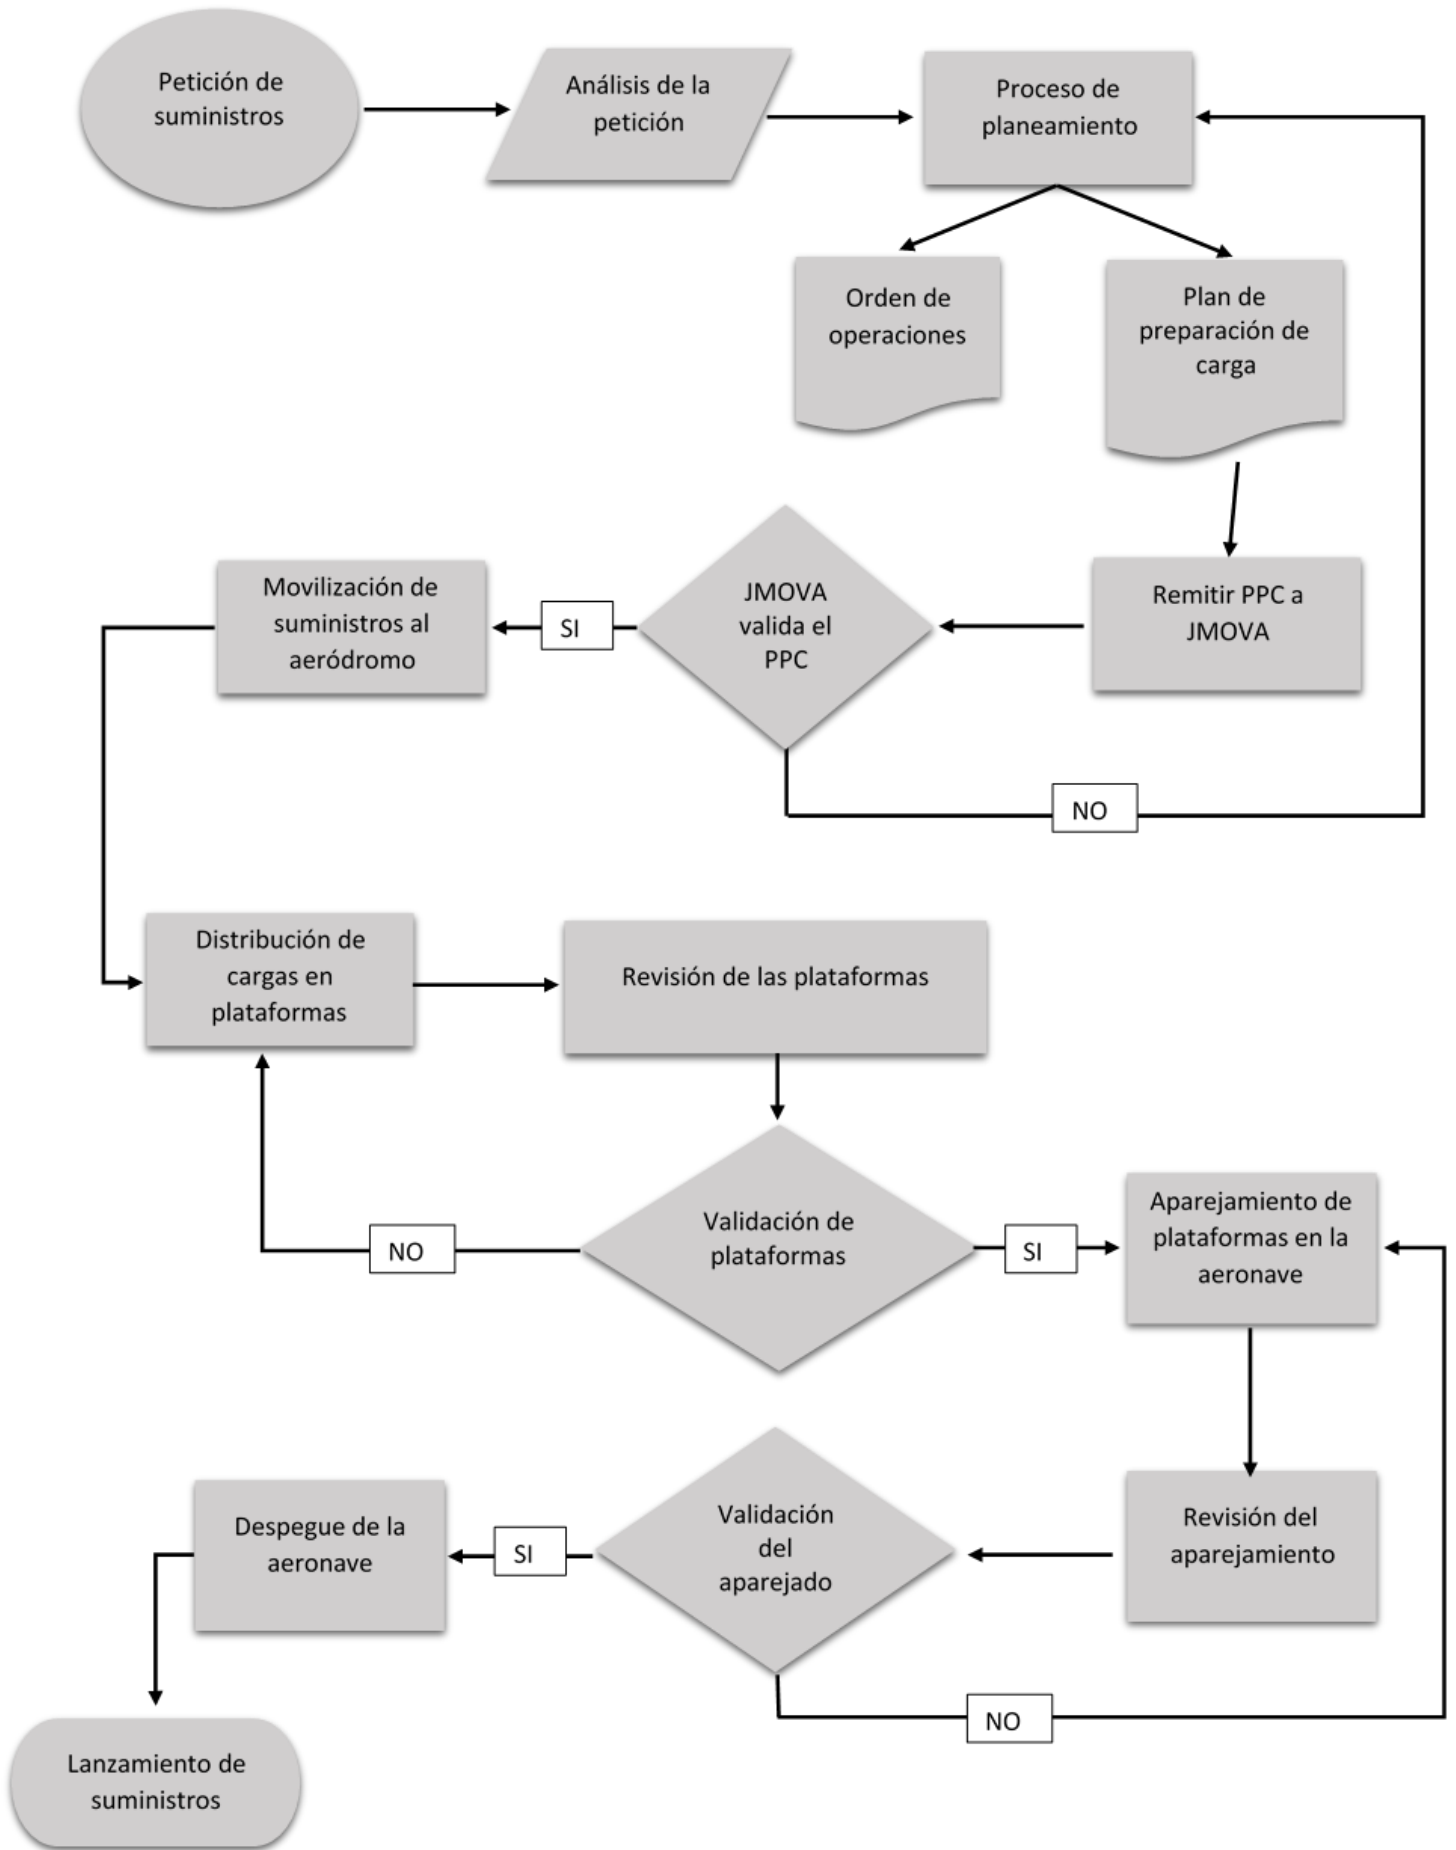 Petición de
suministros
Análisis de la
petición
Proceso de
planeamiento
Orden de
operaciones
Plan de
preparación de
carga
Remitir PPC a
JMOVA
JMOVA
valida el
PPC
SI
Movilización de
suministros al
aeródromo
NO
Distribución de
cargas en
plataformas
Revisión de las plataformas
Validación de
plataformas
NO
SI
Aparejamiento de
plataformas en la
aeronave
Revisión del
aparejamiento
Validación
del
aparejado
SI
Despegue de la
aeronave
NO
Lanzamiento de
suministros